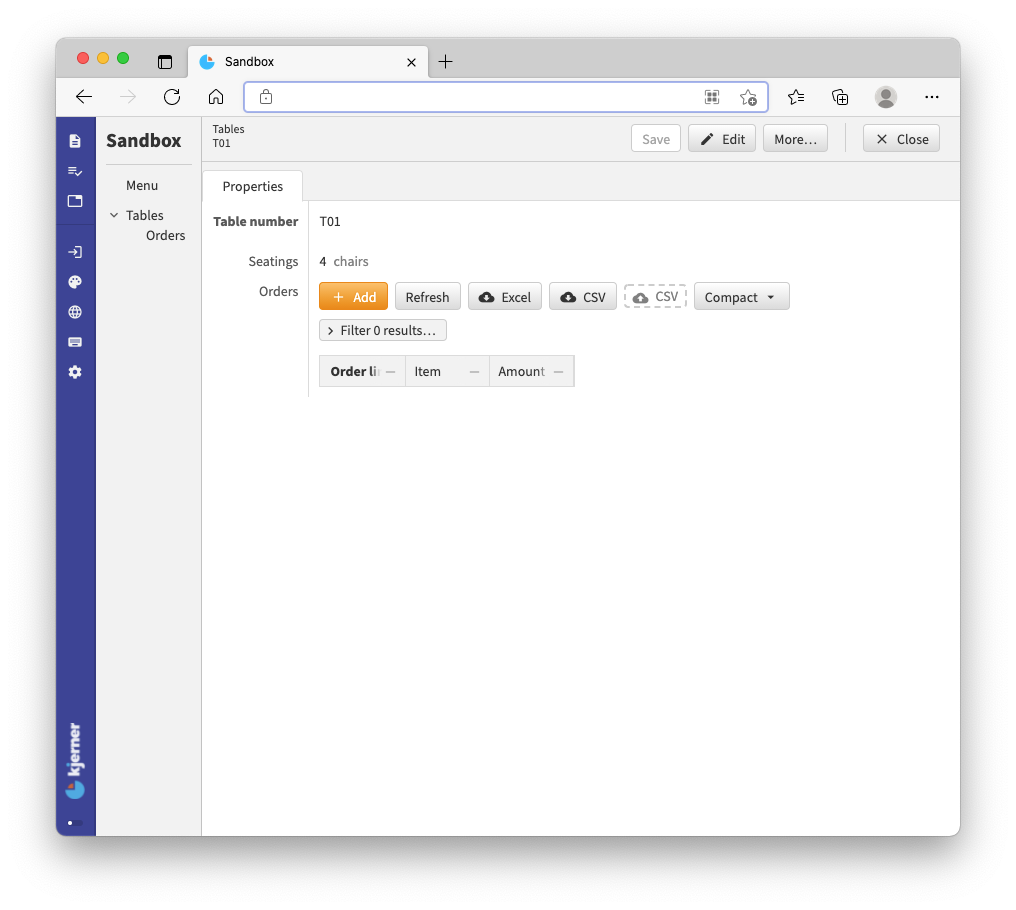 Sandbox
Sandbox
Menu
Tables
Orders
Tables
T01
Save
Edit
More...
Close
Properties
Table number T01
Seatings 4 chairs
Orders
Add Refresh Excel CSV CSV Compact
Filter 0 results...
Order li Item Amount
kjerner